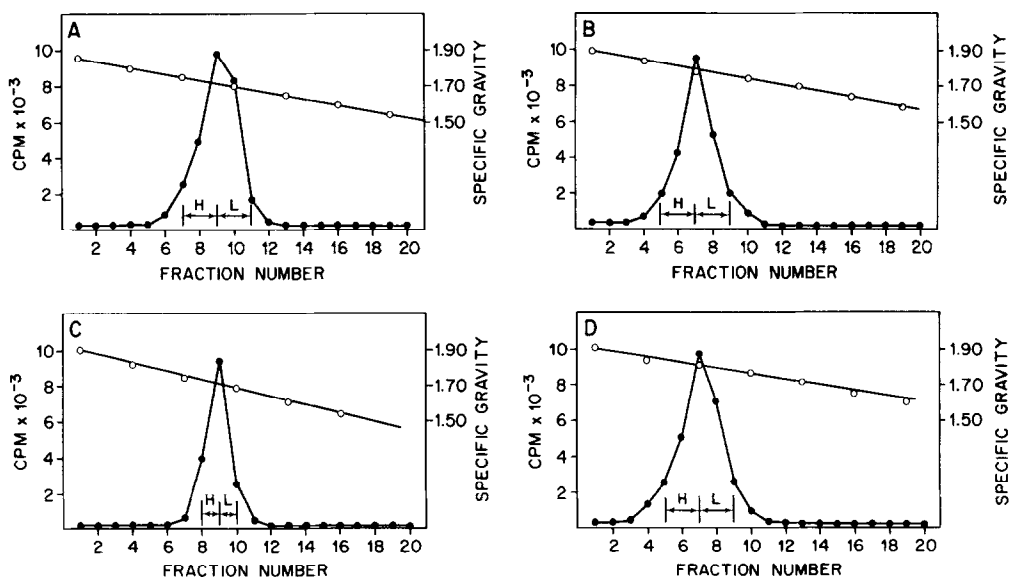 A
CPM x 10⁻³
10
8
6
4
2
1.90
1.70
1.50
SPECIFIC GRAVITY
H L
2 4 6 8 10 12 14 16 18 20
FRACTION NUMBER
B
CPM x 10⁻³
10
8
6
4
2
1.90
1.70
1.50
SPECIFIC GRAVITY
H L
2 4 6 8 10 12 14 16 18 20
FRACTION NUMBER
C
CPM x 10⁻³
10
8
6
4
2
1.90
1.70
1.50
SPECIFIC GRAVITY
H L
2 4 6 8 10 12 14 16 18 20
FRACTION NUMBER
D
CPM x 10⁻³
10
8
6
4
2
1.90
1.70
1.50
SPECIFIC GRAVITY
H L
2 4 6 8 10 12 14 16 18 20
FRACTION NUMBER